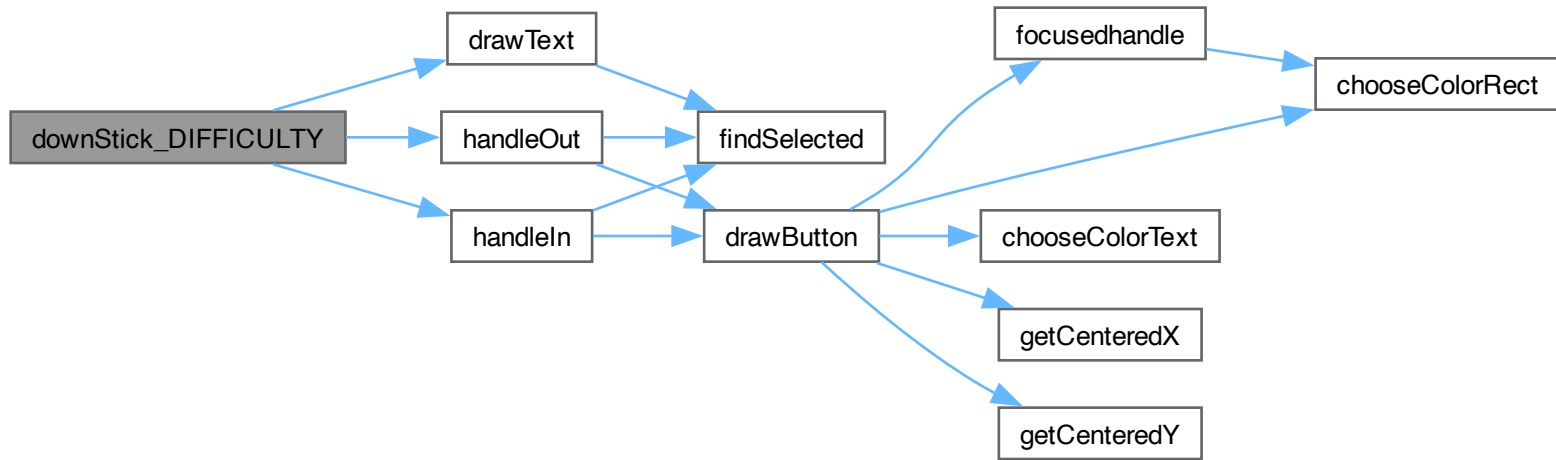 downStick_DIFFICULTY
drawText
handleOut
handleIn
findSelected
drawButton
focusedhandle
chooseColorRect
chooseColorText
getCenteredX
getCenteredY